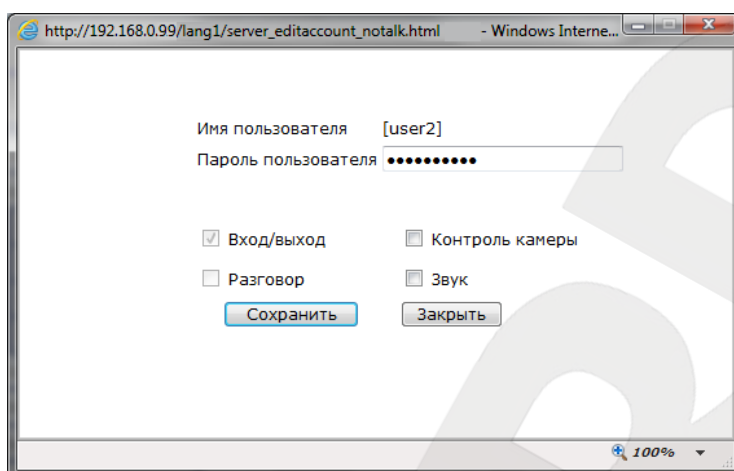 http://192.168.0.99/lang1/server_editaccount_notalk.html - Windows Interne...
Имя пользователя [user2]
Пароль пользователя ••••••••••
Вход/выход Контроль камеры
Разговор Звук
Сохранить Закрыть
100%